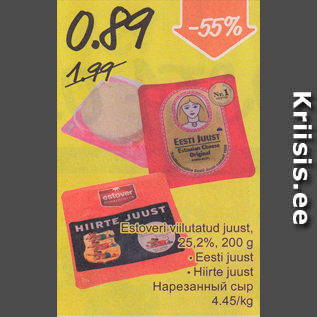 0.89
-55%
1.99
Nr. 1
EESTI JUUST
Estonian Cheese
Original
estover
HIIRTE JUUST
Estoveri viilutatud juust,
25,2%, 200 g
• Eesti juust
• Hiirte juust
Нарезанный сыр
4.45/kg
Kriisis.ee